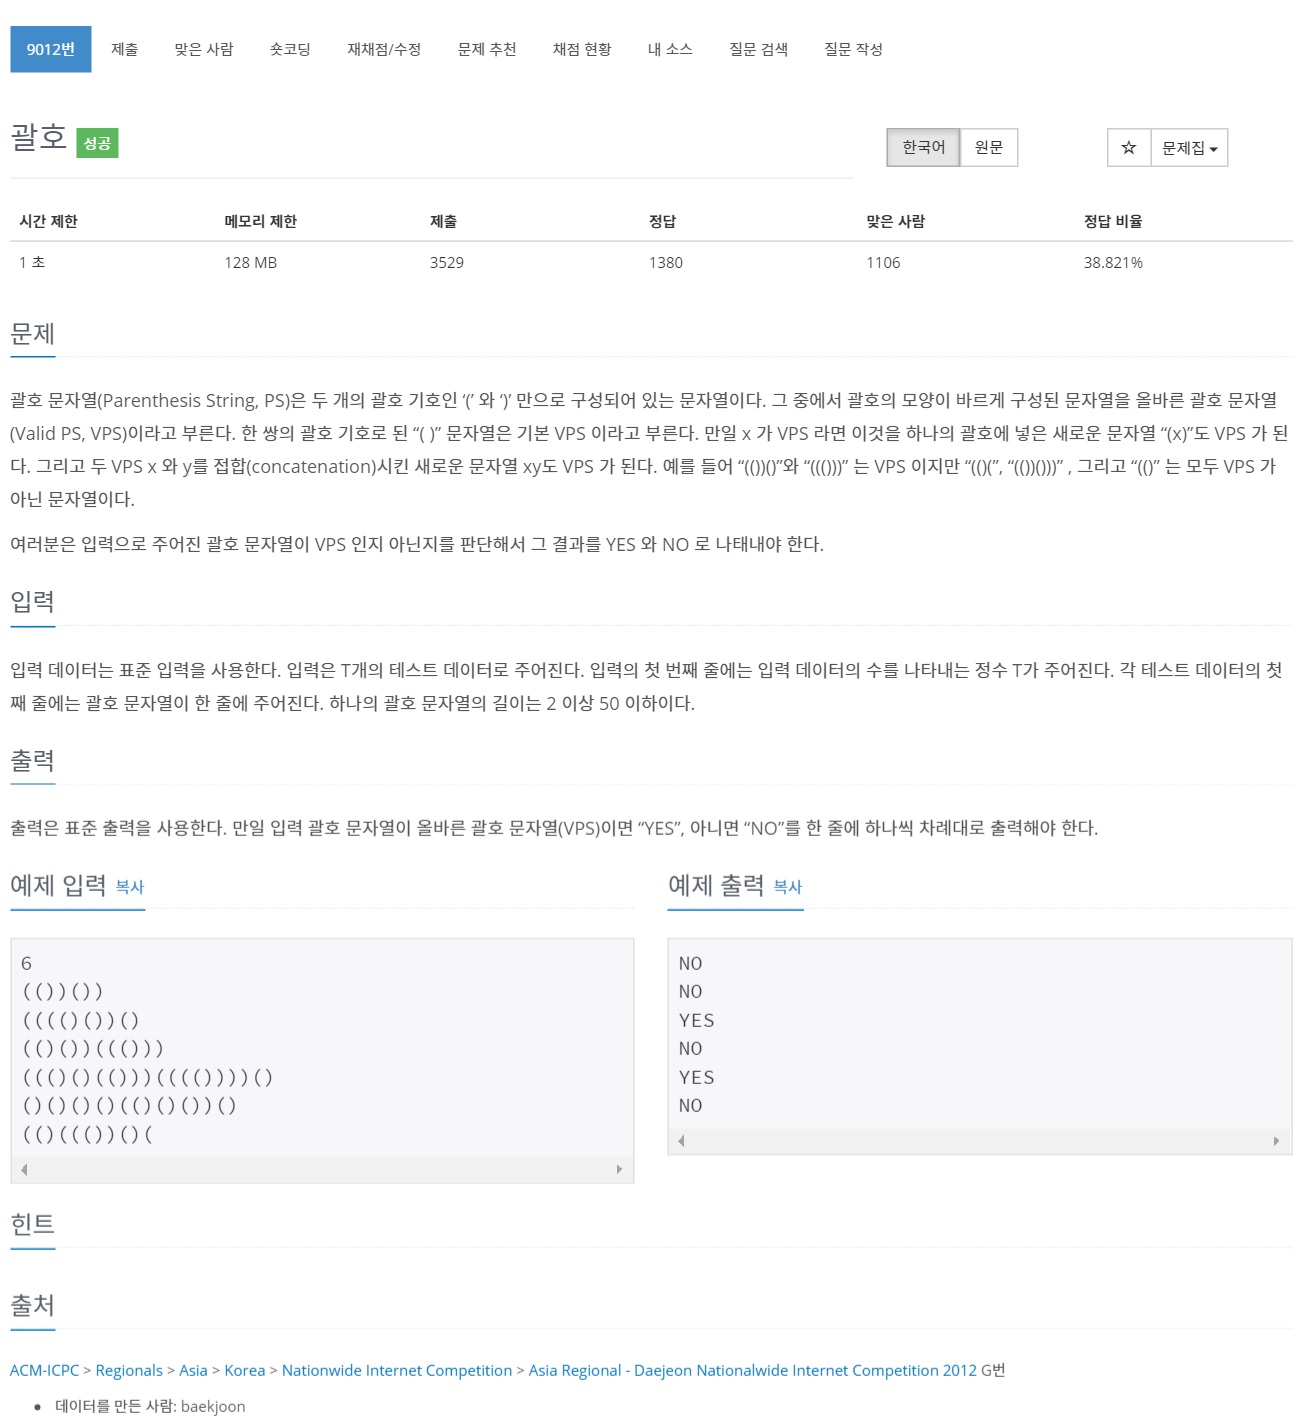 9012번 제출 맞은 사람 숏코딩 재채점/수정 문제 추천 채점 현황 내 소스 질문 검색 질문 작성
괄호 성공 한국어 원문 ☆ 문제집
시간 제한 메모리 제한 제출 정답 맞은 사람 정답 비율
1 초 128 MB 3529 1380 1106 38.821%
문제
괄호 문자열(Parenthesis String, PS)은 두 개의 괄호 기호인 ‘(’ 와 ‘)’ 만으로 구성되어 있는 문자열이다. 그 중에서 괄호의 모양이 바르게 구성된 문자열을 올바른 괄호 문자열
(Valid PS, VPS)이라고 부른다. 한 쌍의 괄호 기호로 된 “( )” 문자열은 기본 VPS 이라고 부른다. 만일 x 가 VPS 라면 이것을 하나의 괄호에 넣은 새로운 문자열 “(x)”도 VPS 가 된
다. 그리고 두 VPS x 와 y를 접합(concatenation)시킨 새로운 문자열 xy도 VPS 가 된다. 예를 들어 “(())()”와 “((()))” 는 VPS 이지만 “(()(”, “(())()))” , 그리고 “(()” 는 모두 VPS 가
아닌 문자열이다.
여러분은 입력으로 주어진 괄호 문자열이 VPS 인지 아닌지를 판단해서 그 결과를 YES 와 NO 로 나태내야 한다.
입력
입력 데이터는 표준 입력을 사용한다. 입력은 T개의 테스트 데이터로 주어진다. 입력의 첫 번째 줄에는 입력 데이터의 수를 나타내는 정수 T가 주어진다. 각 테스트 데이터의 첫
째 줄에는 괄호 문자열이 한 줄에 주어진다. 하나의 괄호 문자열의 길이는 2 이상 50 이하이다.
출력
출력은 표준 출력을 사용한다. 만일 입력 괄호 문자열이 올바른 괄호 문자열(VPS)이면 “YES”, 아니면 “NO”를 한 줄에 하나씩 차례대로 출력해야 한다.
예제 입력 복사
6
(())())
(((()())()
(()())((()))
((()()(()))(((())))()
()()()()(()()())()
(()((())()(
예제 출력 복사
NO
NO
YES
NO
YES
NO
힌트
출처
ACM-ICPC > Regionals > Asia > Korea > Nationwide Internet Competition > Asia Regional - Daejeon Nationalwide Internet Competition 2012 G번
• 데이터를 만든 사람: baekjoon